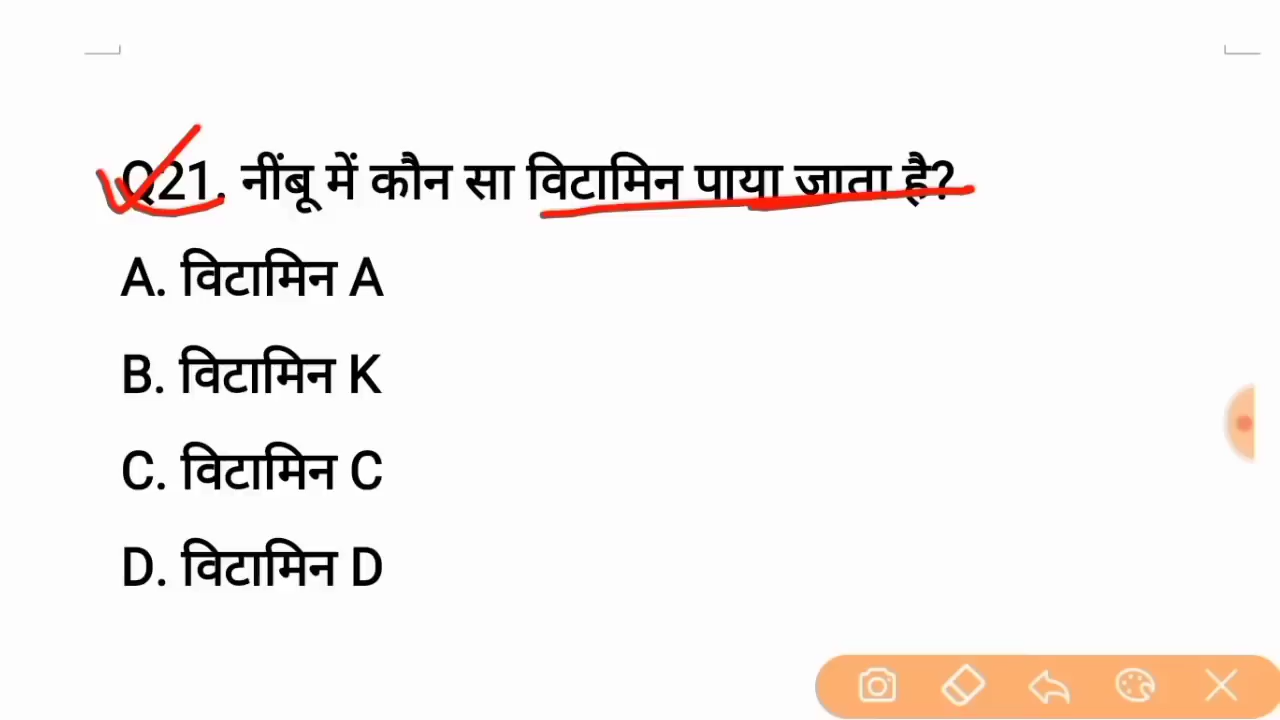 Q21. नींबू में कौन सा विटामिन पाया जाता है?
A. विटामिन A
B. विटामिन K
C. विटामिन C
D. विटामिन D